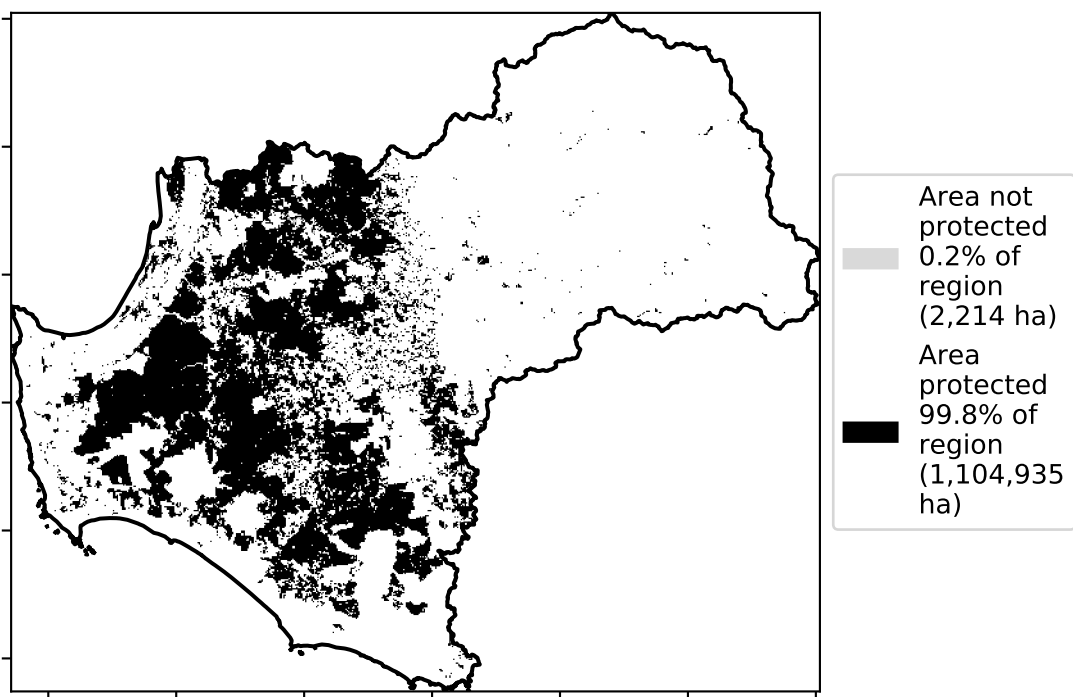 Area not
protected
0.2% of
region
(2,214 ha)
Area
protected
99.8% of
region
(1,104,935
ha)